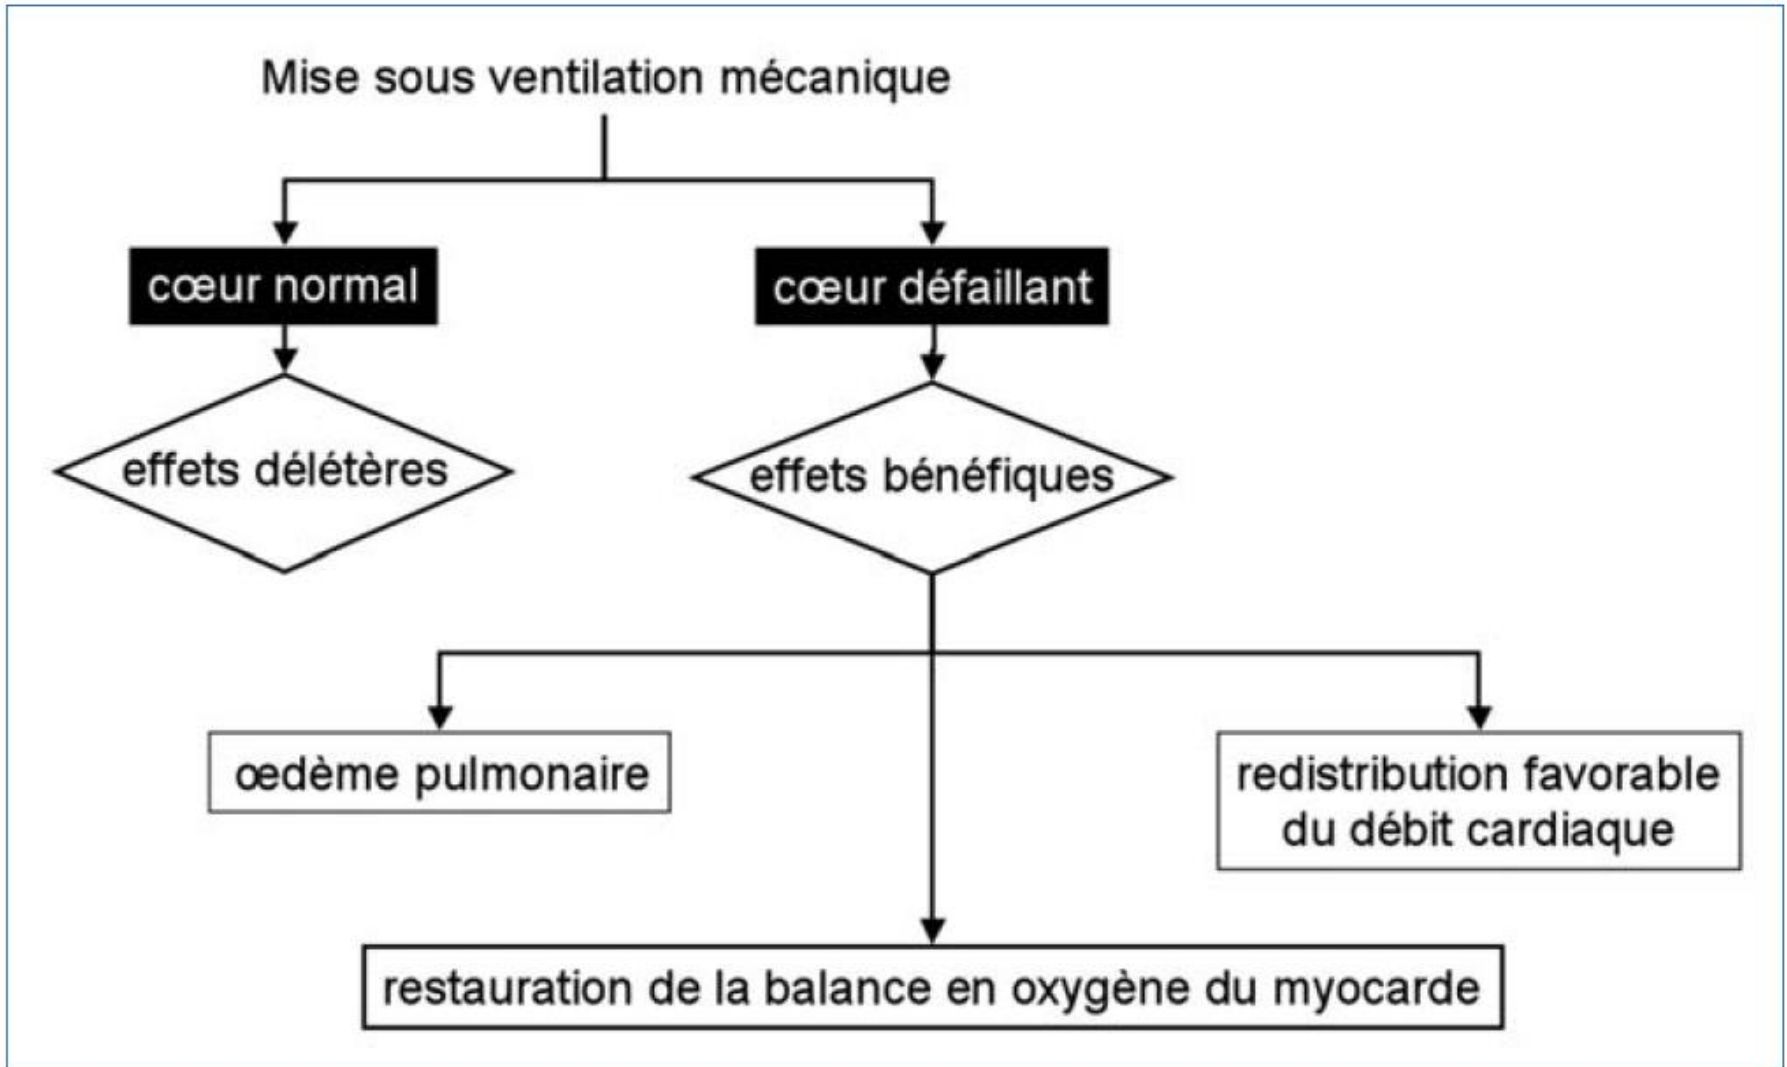 Mise sous ventilation mécanique
cœur normal
cœur défaillant
effets délétères
effets bénéfiques
œdème pulmonaire
redistribution favorable
du débit cardiaque
restauration de la balance en oxygène du myocarde